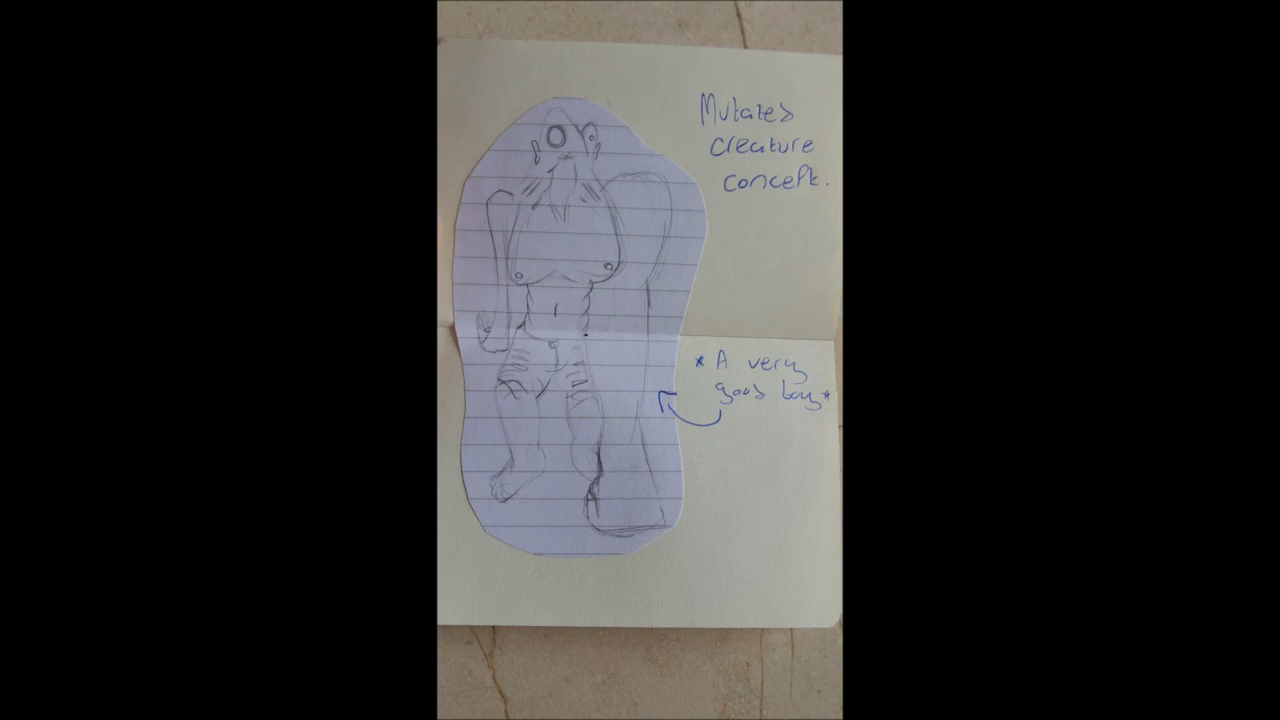 Mutated
creature
concept.
* A very
good boy *